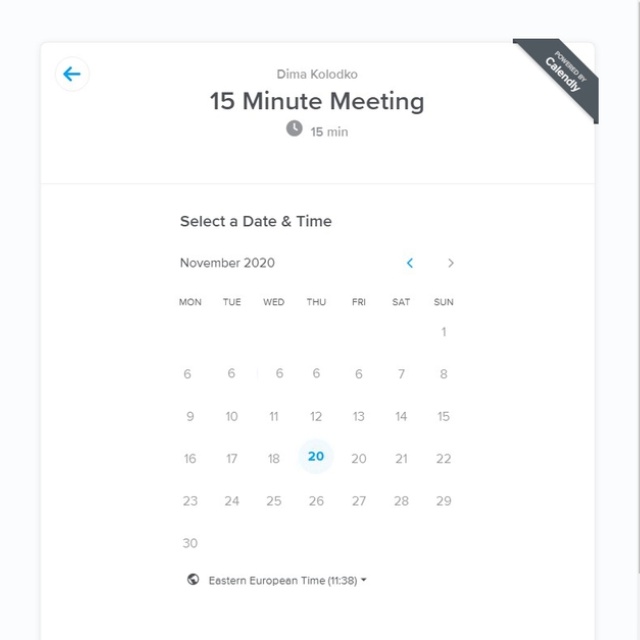 Dima Kolodko
POWERED BY
Calendly
15 Minute Meeting
15 min
Select a Date & Time
November 2020
MON TUE WED THU FRI SAT SUN
1
6 6 6 6 6 7 8
9 10 11 12 13 14 15
16 17 18 20 20 21 22
23 24 25 26 27 28 29
30
Eastern European Time (11:38)